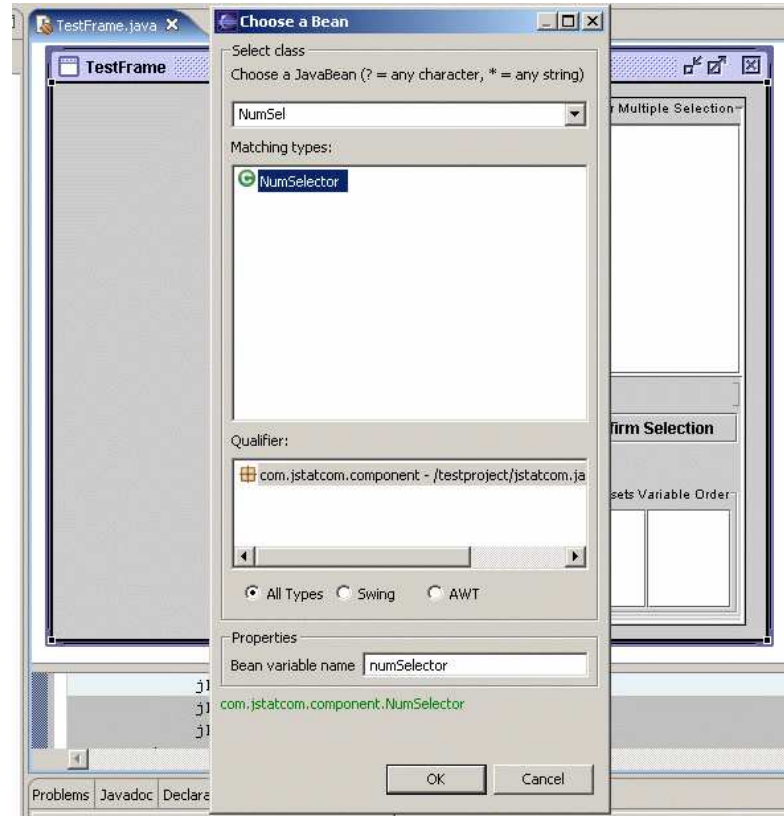 TestFrame.java
Choose a Bean
TestFrame
Select class
Choose a JavaBean (? = any character, * = any string)
Multiple Selection
NumSel
Matching types:
NumSelector
firm Selection
Qualifier:
com.jstatcom.component - /testproject/jstatcom.ja
sets Variable Order
All Types
Swing
AWT
Properties
Bean variable name
numSelector
com.jstatcom.component.NumSelector
OK
Cancel
Problems
Javadoc
Declara